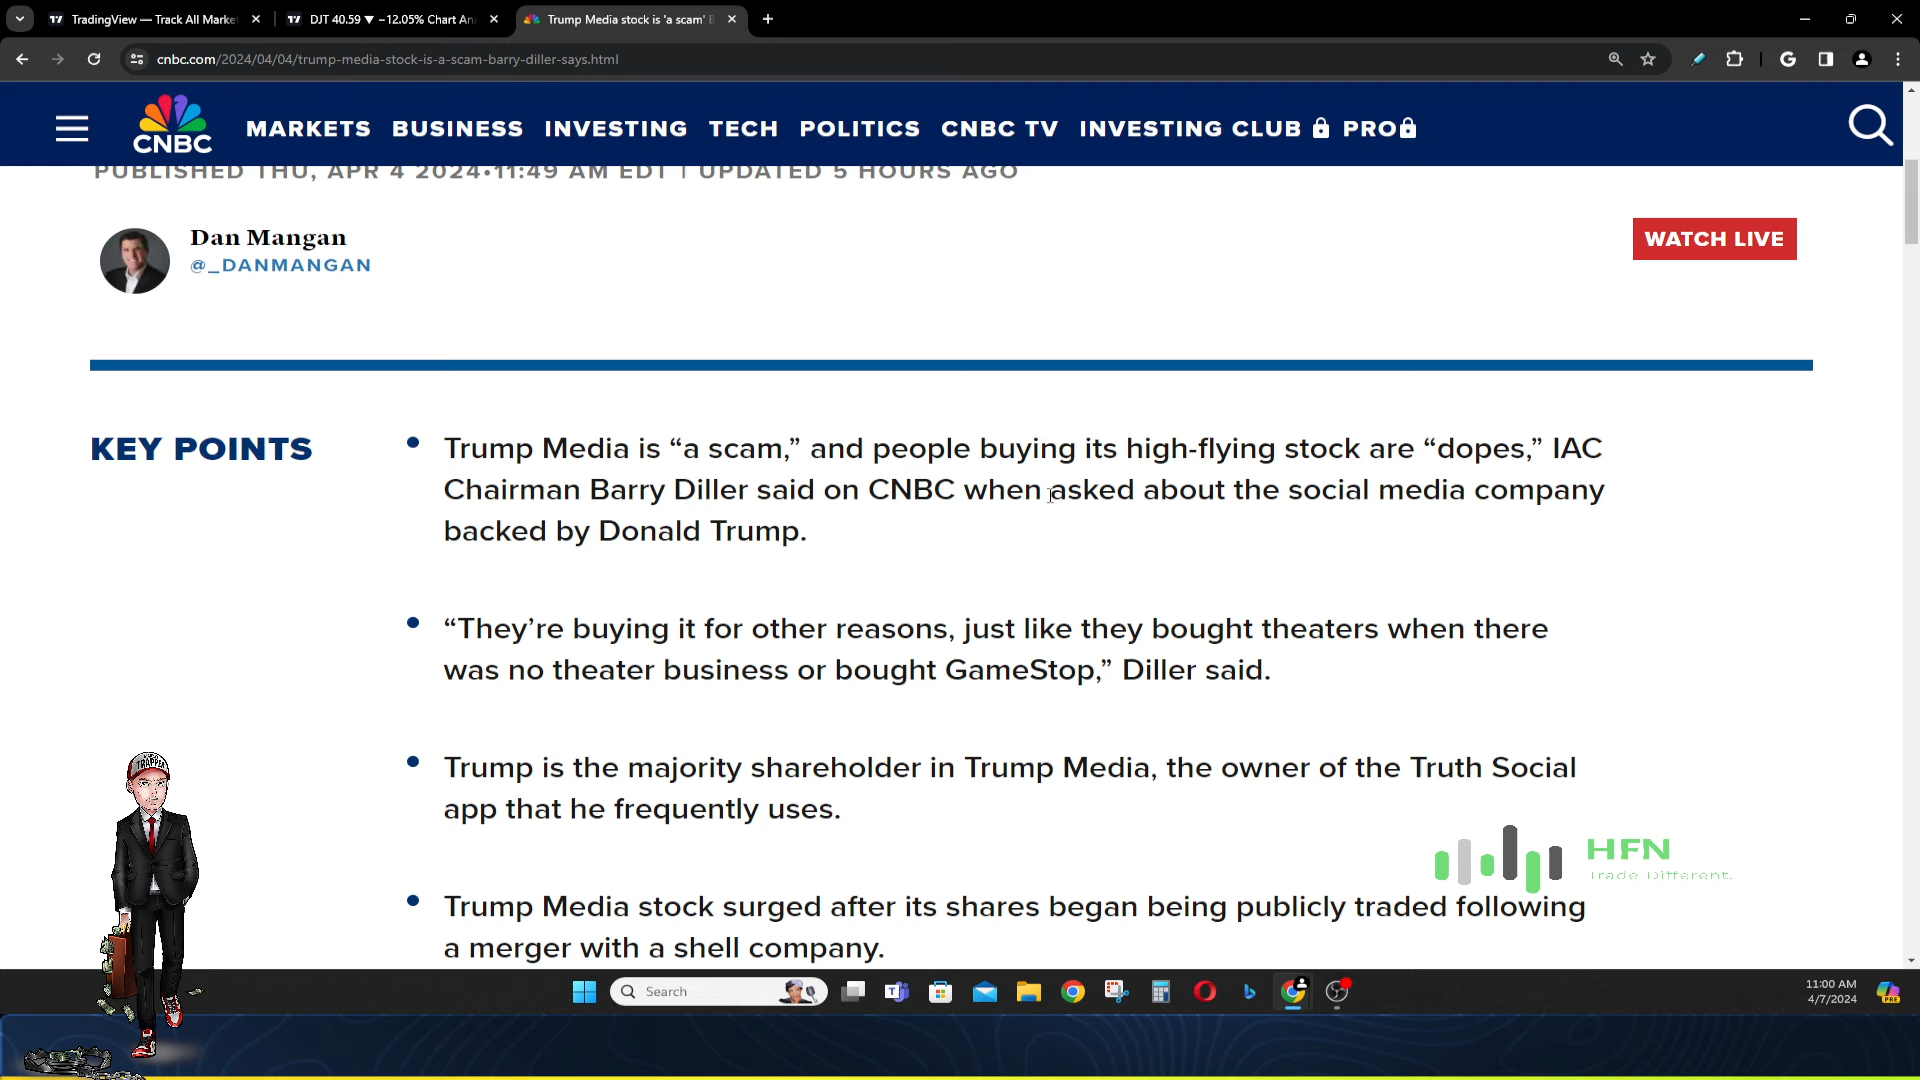 TradingView — Track All Marke
DJT 40.59 ▼ −12.05% Chart An
Trump Media stock is 'a scam' B
cnbc.com/2024/04/04/trump-media-stock-is-a-scam-barry-diller-says.html
CNBC
MARKETS BUSINESS INVESTING TECH POLITICS CNBC TV INVESTING CLUB PRO
PUBLISHED THU, APR 4 2024•11:49 AM EDT | UPDATED 5 HOURS AGO
Dan Mangan
@_DANMANGAN
WATCH LIVE
KEY POINTS
• Trump Media is “a scam,” and people buying its high-flying stock are “dopes,” IAC
Chairman Barry Diller said on CNBC when asked about the social media company
backed by Donald Trump.
• “They’re buying it for other reasons, just like they bought theaters when there
was no theater business or bought GameStop,” Diller said.
• Trump is the majority shareholder in Trump Media, the owner of the Truth Social
app that he frequently uses.
• Trump Media stock surged after its shares began being publicly traded following
a merger with a shell company.
TRAPPER
HFN
Trade Different.
Search
11:00 AM
4/7/2024
PRE